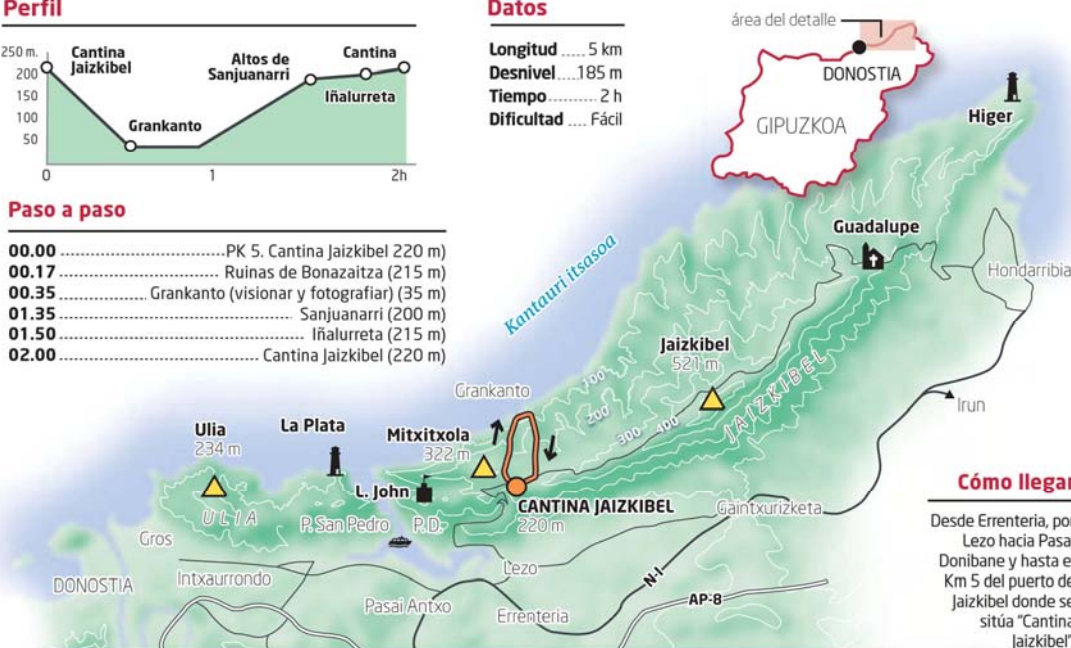 Perfil
250 m.
200
150
100
50
Cantina
Jaizkibel
Grankanto
Altos de
Sanjuanarri
Cantina
Iñalurreta
0
1
2h
Datos
Longitud ..... 5 km
Desnivel ....185 m
Tiempo ........... 2 h
Dificultad .... Fácil
área del detalle
DONOSTIA
GIPUZKOA
Paso a paso
00.00 ........ PK 5. Cantina Jaizkibel 220 m)
00.17 ........ Ruinas de Bonazaitza (215 m)
00.35 ........ Grankanto (visionar y fotografiar) (35 m)
01.35 ........ Sanjuanarri (200 m)
01.50 ........ Iñalurreta (215 m)
02.00 ........ Cantina Jaizkibel (220 m)
Higer
Guadalupe
Hondarribia
Kantauri itsasoa
Jaizkibel
521 m
JAIZKIBEL
100
200
300
400
Irun
Grankanto
Mitxitxola
322 m
Ulia
234 m
ULIA
La Plata
L. John
P. San Pedro
P.D.
CANTINA JAIZKIBEL
220 m
Gaintxurizketa
Gros
DONOSTIA
Intxaurrondo
Pasai Antxo
Lezo
Errenteria
N-I
AP-8
Cómo llegar
Desde Errenteria, por
Lezo hacia Pasai
Donibane y hasta el
Km 5 del puerto de
Jaizkibel donde se
sitúa "Cantina
Jaizkibel"